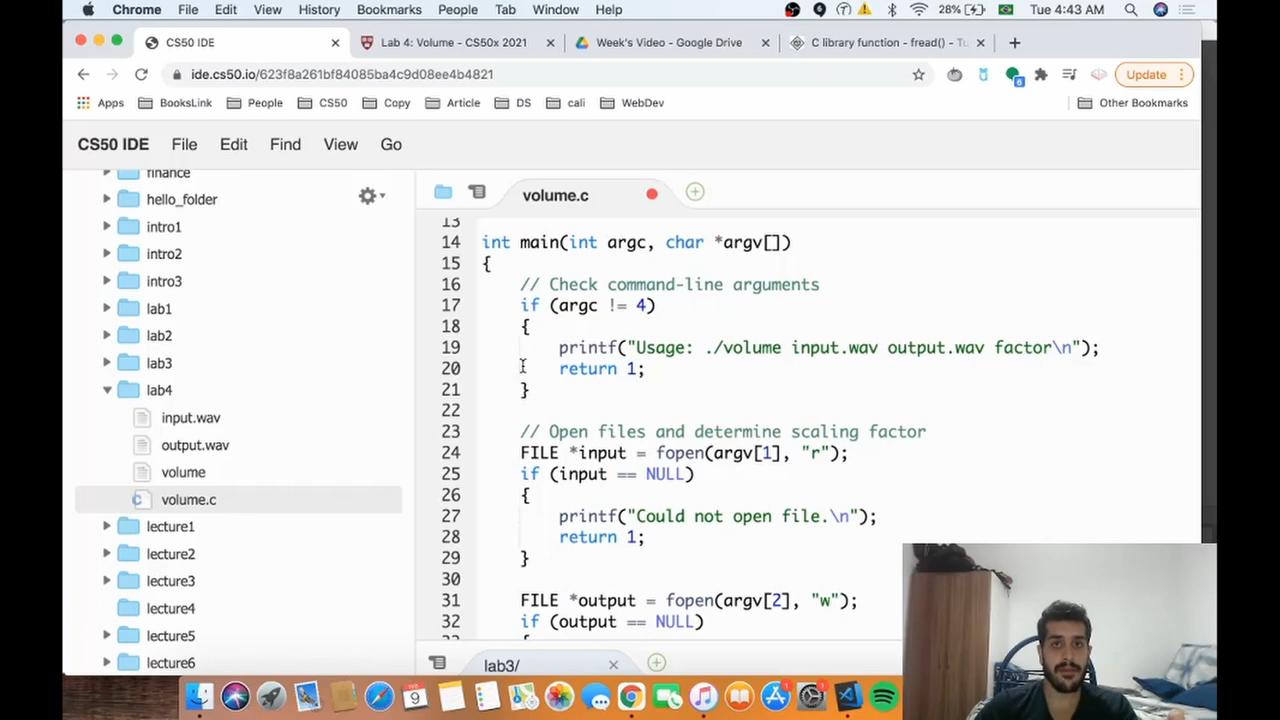 Chrome File Edit View History Bookmarks People Tab Window Help 28% Tue 4:43 AM
CS50 IDE Lab 4: Volume - CS50x 2021 Week's Video - Google Drive C library function - fread() - Tu
ide.cs50.io/623f8a261bf84085ba4c9d08ee4b4821 Update
Apps BooksLink People CS50 Copy Article DS cali WebDev Other Bookmarks
CS50 IDE File Edit Find View Go
finance
hello_folder
intro1
intro2
intro3
lab1
lab2
lab3
lab4
input.wav
output.wav
volume
volume.c
lecture1
lecture2
lecture3
lecture4
lecture5
lecture6
volume.c
13
14 int main(int argc, char *argv[])
15 {
16 // Check command-line arguments
17 if (argc != 4)
18 {
19 printf("Usage: ./volume input.wav output.wav factor\n");
20 return 1;
21 }
22
23 // Open files and determine scaling factor
24 FILE *input = fopen(argv[1], "r");
25 if (input == NULL)
26 {
27 printf("Could not open file.\n");
28 return 1;
29 }
30
31 FILE *output = fopen(argv[2], "w");
32 if (output == NULL)
33 {
lab3/